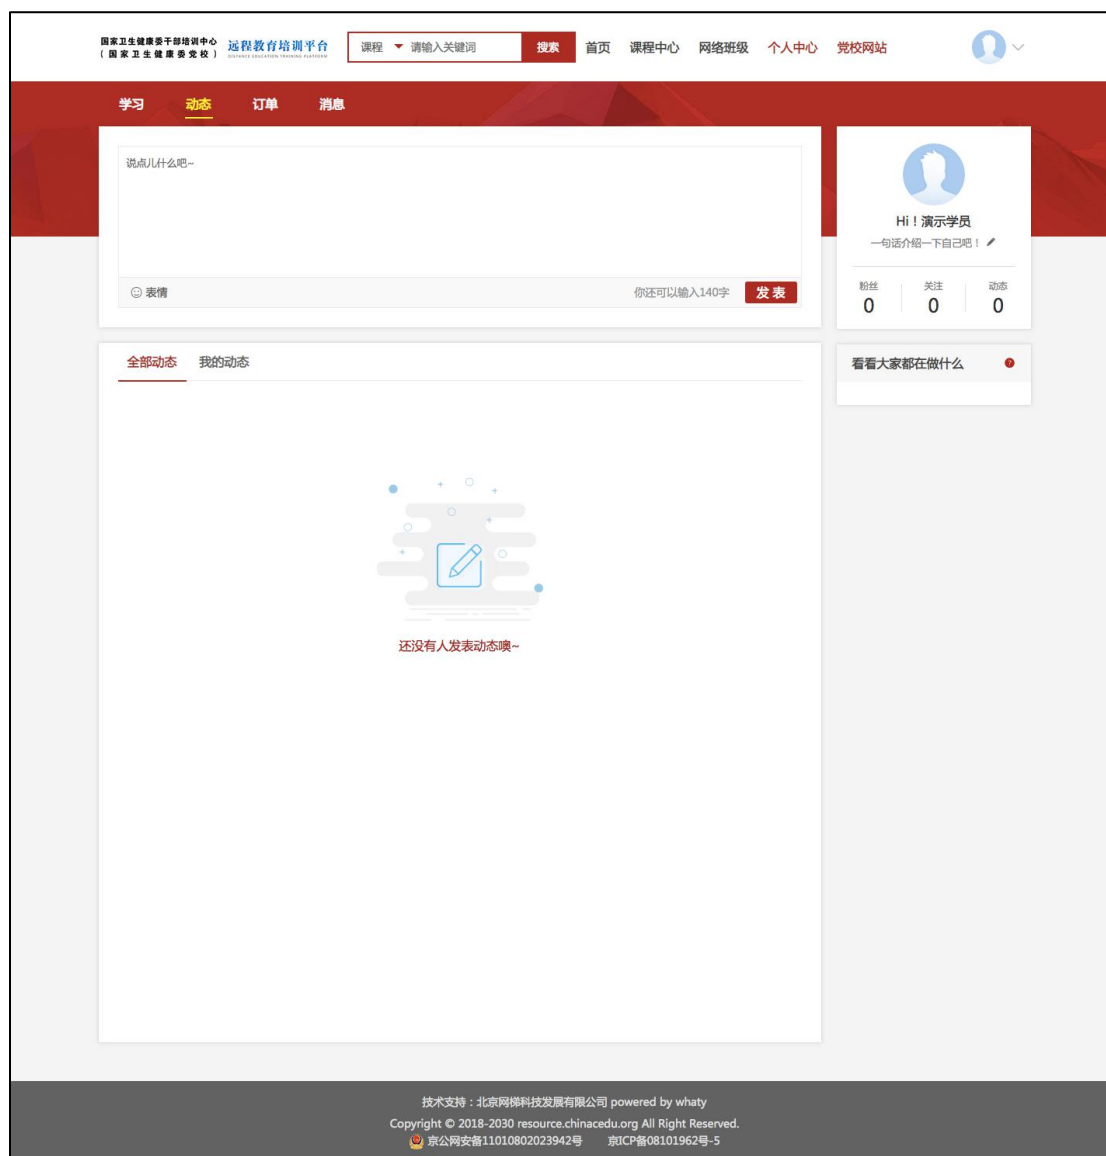 国家卫生健康委干部培训中心
(国家卫生健康委党校)
远程教育培训平台
DISTANCE EDUCATION TRAINING PLATFORM
课程 请输入关键词 搜索 首页 课程中心 网络班级 个人中心 党校网站
学习 动态 订单 消息
说点儿什么吧~
表情 你还可以输入140字 发表
Hi！演示学员
一句话介绍一下自己吧！
粉丝 关注 动态
0 0 0
全部动态 我的动态
看看大家都在做什么 ?
还没有人发表动态噢~
技术支持：北京网梯科技发展有限公司 powered by whaty
Copyright © 2018-2030 resource.chinacedu.org All Right Reserved.
京公网安备11010802023942号 京ICP备08101962号-5